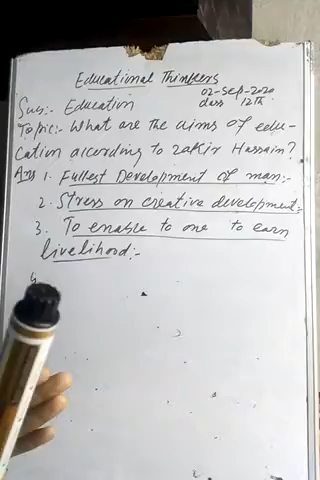 Educational Thinkers
02-Sep-2020
Sub:- Education class 12th
Topic:- What are the aims of edu-
cation according to Zakir Hussain?
Ans 1. Fullest Development of man:-
2. Stress on creative development:-
3. To enable to one to earn
livelihood:-
4